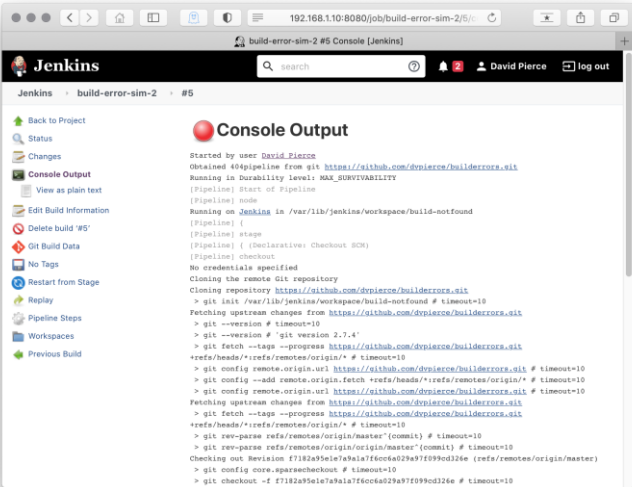 192.168.1.10:8080/job/build-error-sim-2/5/c
build-error-sim-2 #5 Console [Jenkins]
Jenkins
search
2
David Pierce
log out
Jenkins
build-error-sim-2
#5
Back to Project
Status
Changes
Console Output
View as plain text
Edit Build Information
Delete build '#5'
Git Build Data
No Tags
Restart from Stage
Replay
Pipeline Steps
Workspaces
Previous Build
Console Output
Started by user David Pierce
Obtained 404pipeline from git https://github.com/dvpierce/builderrors.git
Running in Durability level: MAX_SURVIVABILITY
[Pipeline] Start of Pipeline
[Pipeline] node
Running on Jenkins in /var/lib/jenkins/workspace/build-notfound
[Pipeline] {
[Pipeline] stage
[Pipeline] { (Declarative: Checkout SCM)
[Pipeline] checkout
No credentials specified
Cloning the remote Git repository
Cloning repository https://github.com/dvpierce/builderrors.git
> git init /var/lib/jenkins/workspace/build-notfound # timeout=10
Fetching upstream changes from https://github.com/dvpierce/builderrors.git
> git --version # timeout=10
> git --version # 'git version 2.7.4'
> git fetch --tags --progress https://github.com/dvpierce/builderrors.git
+refs/heads/*:refs/remotes/origin/* # timeout=10
> git config remote.origin.url https://github.com/dvpierce/builderrors.git # timeout=10
> git config --add remote.origin.fetch +refs/heads/*:refs/remotes/origin/* # timeout=10
> git config remote.origin.url https://github.com/dvpierce/builderrors.git # timeout=10
Fetching upstream changes from https://github.com/dvpierce/builderrors.git
> git fetch --tags --progress https://github.com/dvpierce/builderrors.git
+refs/heads/*:refs/remotes/origin/* # timeout=10
> git rev-parse refs/remotes/origin/master^{commit} # timeout=10
> git rev-parse refs/remotes/origin/origin/master^{commit} # timeout=10
Checking out Revision f7182a95e1e7a9a1a7f6cc6a029a97f099cd326e (refs/remotes/origin/master)
> git config core.sparsecheckout # timeout=10
> git checkout -f f7182a95e1e7a9a1a7f6cc6a029a97f099cd326e # timeout=10